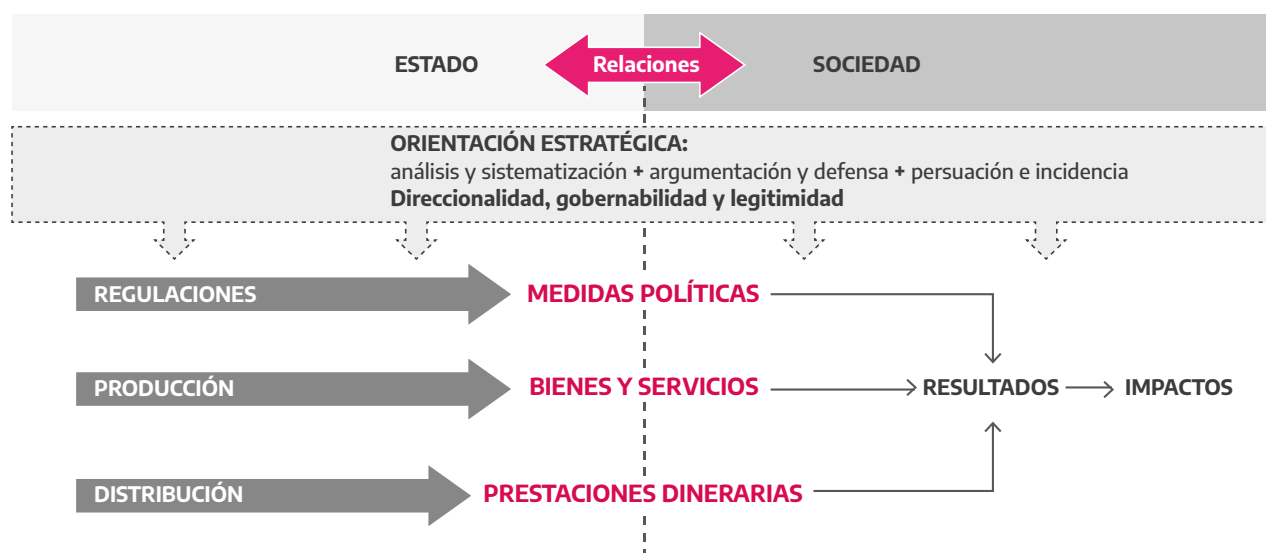 ESTADO
Relaciones
SOCIEDAD
ORIENTACIÓN ESTRATÉGICA:
análisis y sistematización + argumentación y defensa + persuación e incidencia
Direccionalidad, gobernabilidad y legitimidad
REGULACIONES
MEDIDAS POLÍTICAS
PRODUCCIÓN
BIENES Y SERVICIOS
RESULTADOS
IMPACTOS
DISTRIBUCIÓN
PRESTACIONES DINERARIAS